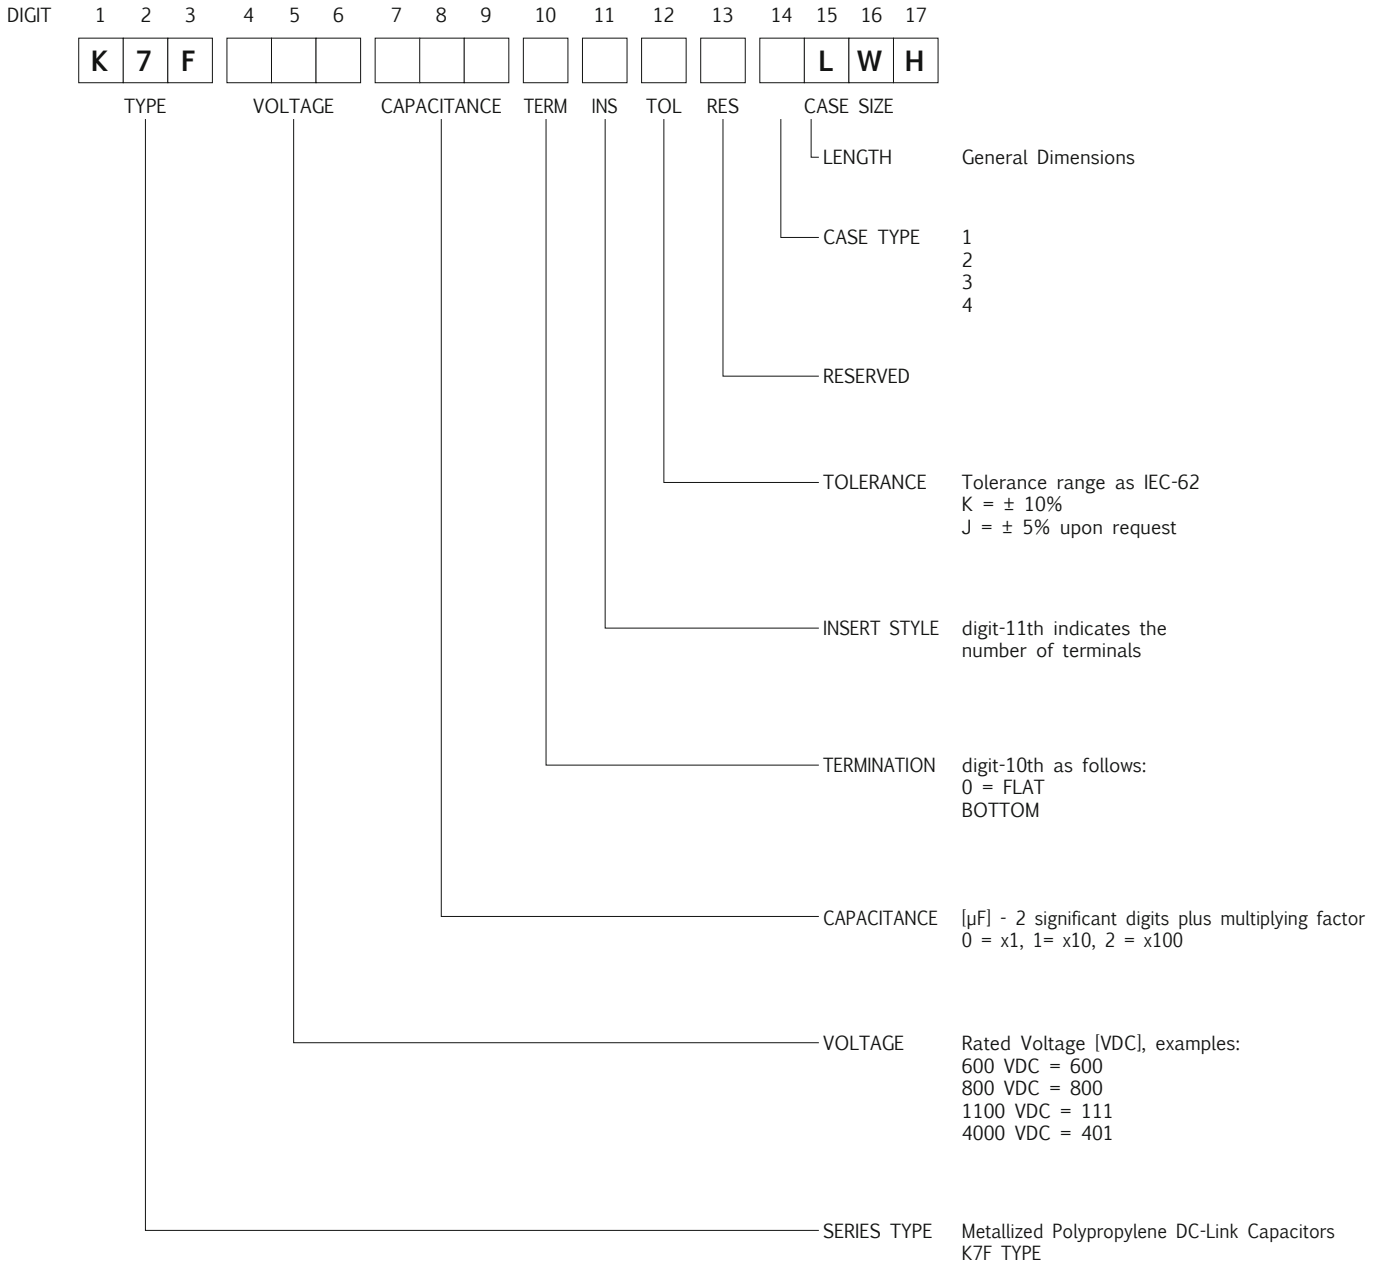 DIGIT 1 2 3 4 5 6 7 8 9 10 11 12 13 14 15 16 17
K 7 F L W H
TYPE VOLTAGE CAPACITANCE TERM INS TOL RES CASE SIZE
LENGTH General Dimensions
CASE TYPE 1
2
3
4
RESERVED
TOLERANCE Tolerance range as IEC-62
K = ± 10%
J = ± 5% upon request
INSERT STYLE digit-11th indicates the
number of terminals
TERMINATION digit-10th as follows:
0 = FLAT
BOTTOM
CAPACITANCE [µF] - 2 significant digits plus multiplying factor
0 = x1, 1= x10, 2 = x100
VOLTAGE Rated Voltage [VDC], examples:
600 VDC = 600
800 VDC = 800
1100 VDC = 111
4000 VDC = 401
SERIES TYPE Metallized Polypropylene DC-Link Capacitors
K7F TYPE